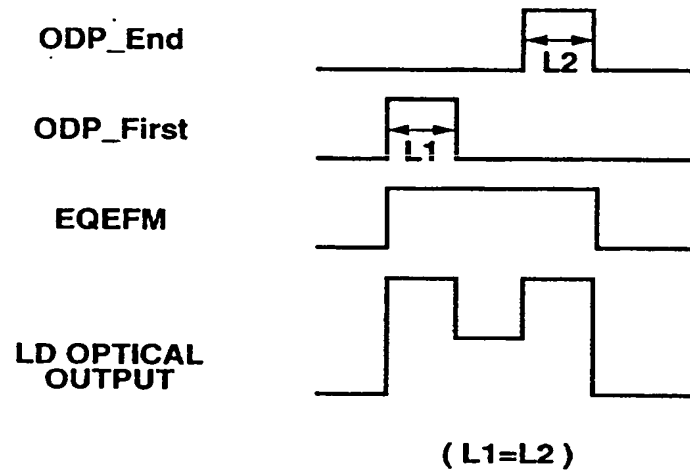 ODP_End
L2
ODP_First
L1
EQEFM
LD OPTICAL
OUTPUT
( L1=L2 )